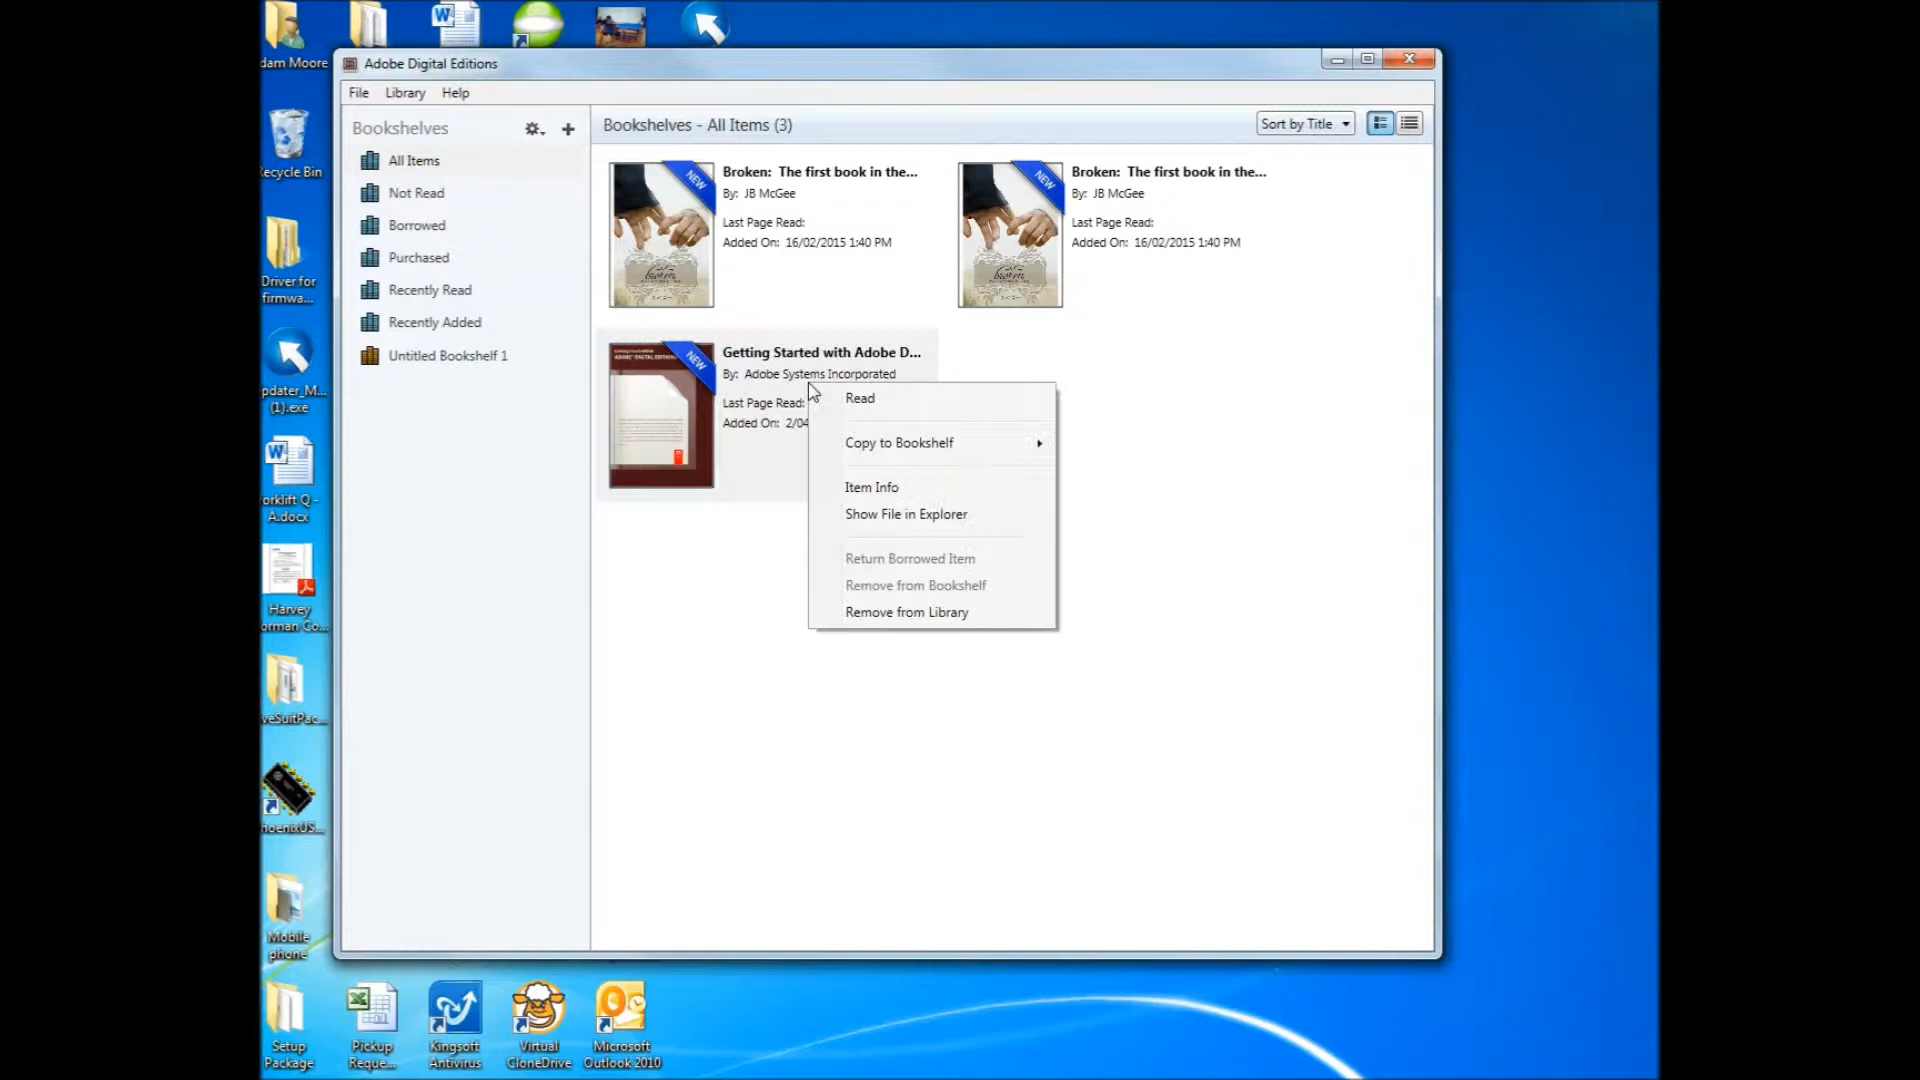 dam Moore
Adobe Digital Editions
File Library Help
Bookshelves
Bookshelves - All Items (3)
Sort by Title
All Items
Not Read
Borrowed
Purchased
Recently Read
Recently Added
Untitled Bookshelf 1
NEW
Broken: The first book in the...
By: JB McGee
Last Page Read:
Added On: 16/02/2015 1:40 PM
broken
NEW
Broken: The first book in the...
By: JB McGee
Last Page Read:
Added On: 16/02/2015 1:40 PM
broken
NEW
ADOBE DIGITAL EDITIONS
Getting Started with Adobe D...
By: Adobe Systems Incorporated
Last Page Read:
Added On: 2/04
Read
Copy to Bookshelf
Item Info
Show File in Explorer
Return Borrowed Item
Remove from Bookshelf
Remove from Library
Recycle Bin
Driver for
firmwa...
pdater_M...
(1).exe
orklift Q -
A.docx
Harvey
orman Co...
veSuitPac...
hoenixUS...
Mobile
phone
Setup
Package
Pickup
Reque...
Kingsoft
Antivirus
Virtual
CloneDrive
Microsoft
Outlook 2010